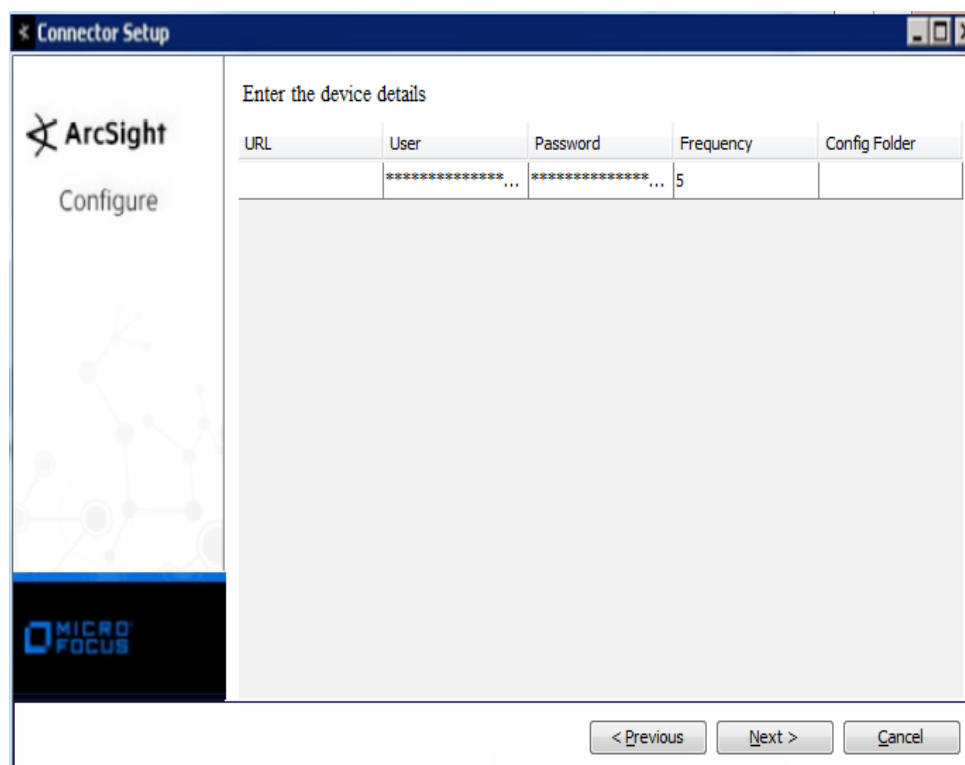 Connector Setup
ArcSight
Configure
Enter the device details
URL User Password Frequency Config Folder
**************... **************... 5
MICRO
FOCUS
< Previous Next > Cancel